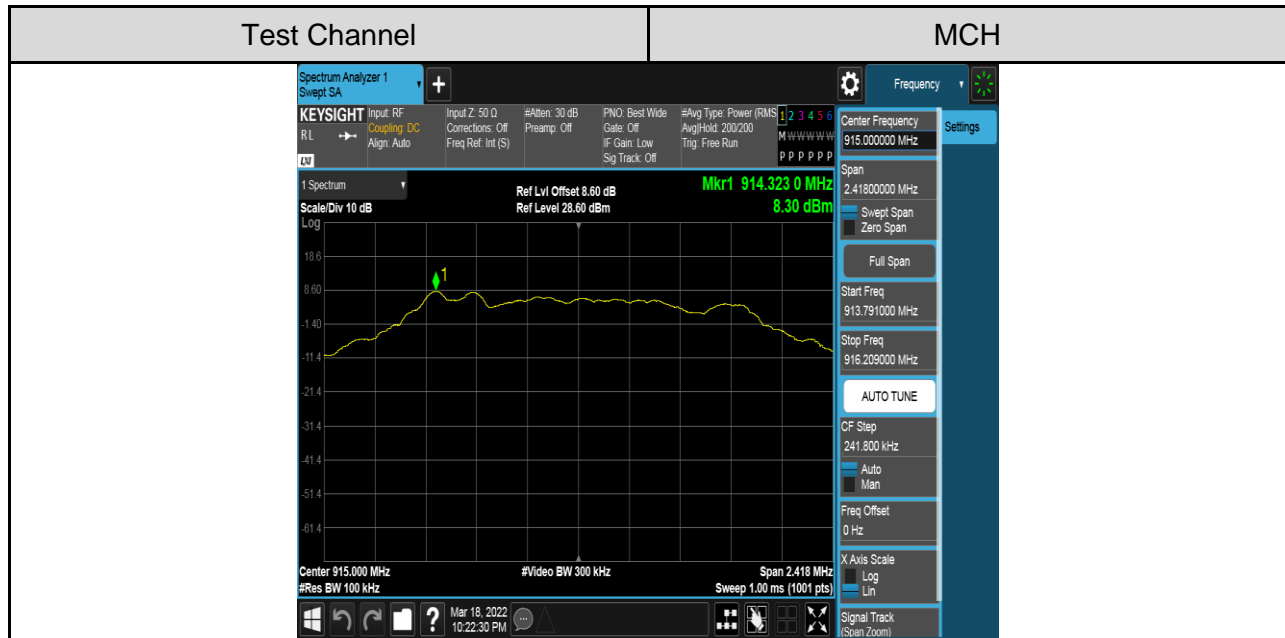 Test Channel MCH
Spectrum Analyzer 1
Swept SA
Frequency
KEYSIGHT
RL
LXI
Input: RF
Coupling: DC
Align: Auto
Input Z: 50 Ω
Corrections: Off
Freq Ref: Int (S)
#Atten: 30 dB
Preamp: Off
PNO: Best Wide
Gate: Off
IF Gain: Low
Sig Track: Off
#Avg Type: Power (RMS
Avg|Hold: 200/200
Trig: Free Run
1 2 3 4 5 6
M W W W W W
P P P P P P
Center Frequency
915.000000 MHz
Settings
Span
2.41800000 MHz
Swept Span
Zero Span
Full Span
Start Freq
913.791000 MHz
Stop Freq
916.209000 MHz
AUTO TUNE
CF Step
241.800 kHz
Auto
Man
Freq Offset
0 Hz
X Axis Scale
Log
Lin
Signal Track
(Span Zoom)
1 Spectrum
Scale/Div 10 dB
Log
Ref Lvl Offset 8.60 dB
Ref Level 28.60 dBm
Mkr1 914.323 0 MHz
8.30 dBm
1
18.6
8.60
-1.40
-11.4
-21.4
-31.4
-41.4
-51.4
-61.4
Center 915.000 MHz
#Res BW 100 kHz
#Video BW 300 kHz
Span 2.418 MHz
Sweep 1.00 ms (1001 pts)
?
Mar 18, 2022
10:22:30 PM